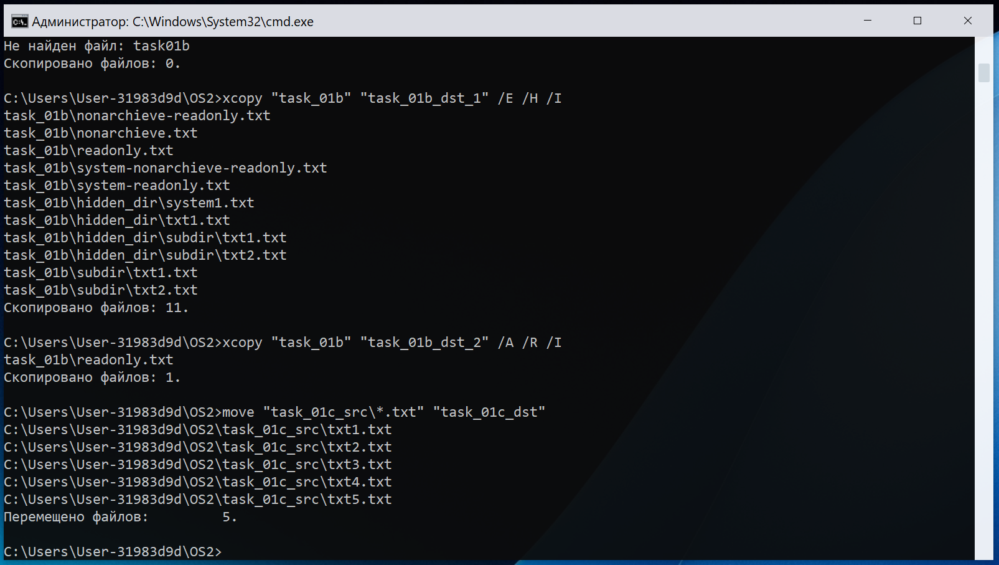 Администратор: C:\Windows\System32\cmd.exe
Не найден файл: task01b
Скопировано файлов: 0.
C:\Users\User-31983d9d\OS2>xcopy "task_01b" "task_01b_dst_1" /E /H /I
task_01b\nonarchieve-readonly.txt
task_01b\nonarchieve.txt
task_01b\readonly.txt
task_01b\system-nonarchieve-readonly.txt
task_01b\system-readonly.txt
task_01b\hidden_dir\system1.txt
task_01b\hidden_dir\txt1.txt
task_01b\hidden_dir\subdir\txt1.txt
task_01b\hidden_dir\subdir\txt2.txt
task_01b\subdir\txt1.txt
task_01b\subdir\txt2.txt
Скопировано файлов: 11.
C:\Users\User-31983d9d\OS2>xcopy "task_01b" "task_01b_dst_2" /A /R /I
task_01b\readonly.txt
Скопировано файлов: 1.
C:\Users\User-31983d9d\OS2>move "task_01c_src\*.txt" "task_01c_dst"
C:\Users\User-31983d9d\OS2\task_01c_src\txt1.txt
C:\Users\User-31983d9d\OS2\task_01c_src\txt2.txt
C:\Users\User-31983d9d\OS2\task_01c_src\txt3.txt
C:\Users\User-31983d9d\OS2\task_01c_src\txt4.txt
C:\Users\User-31983d9d\OS2\task_01c_src\txt5.txt
Перемещено файлов:         5.
C:\Users\User-31983d9d\OS2>